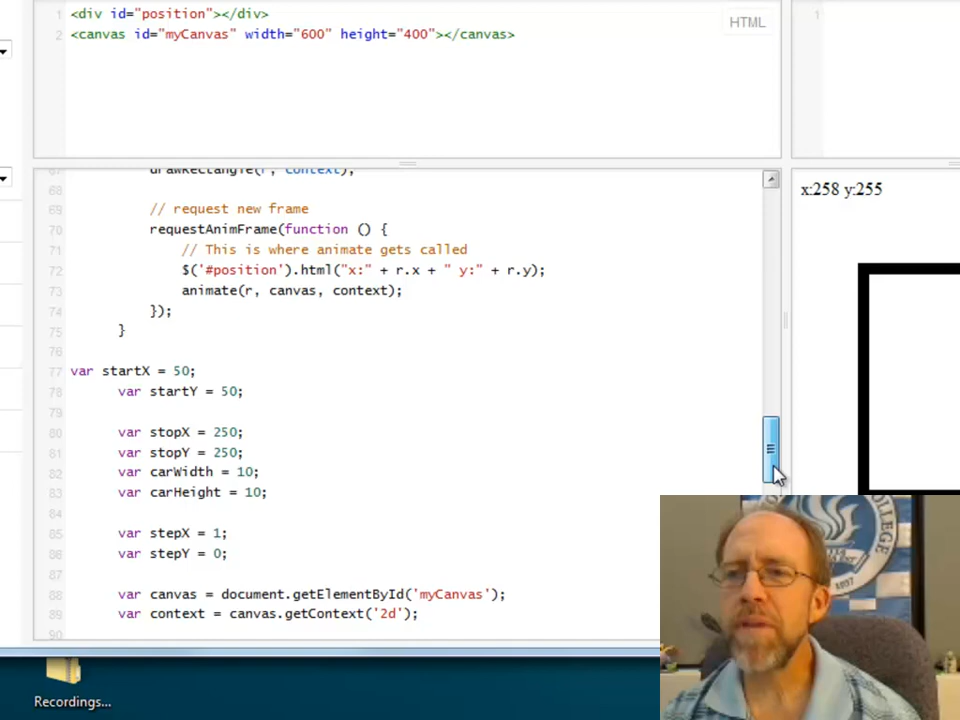 1 <div id="position"></div>
2 <canvas id="myCanvas" width="600" height="400"></canvas>
HTML
1
67 drawRectangle(r, context);
68
69 // request new frame
70 requestAnimFrame(function () {
71 // This is where animate gets called
72 $('#position').html("x:" + r.x + " y:" + r.y);
73 animate(r, canvas, context);
74 });
75 }
76
77 var startX = 50;
78 var startY = 50;
79
80 var stopX = 250;
81 var stopY = 250;
82 var carWidth = 10;
83 var carHeight = 10;
84
85 var stepX = 1;
86 var stepY = 0;
87
88 var canvas = document.getElementById('myCanvas');
89 var context = canvas.getContext('2d');
90
x:258 y:255
COLLEGE
1897
Recordings...